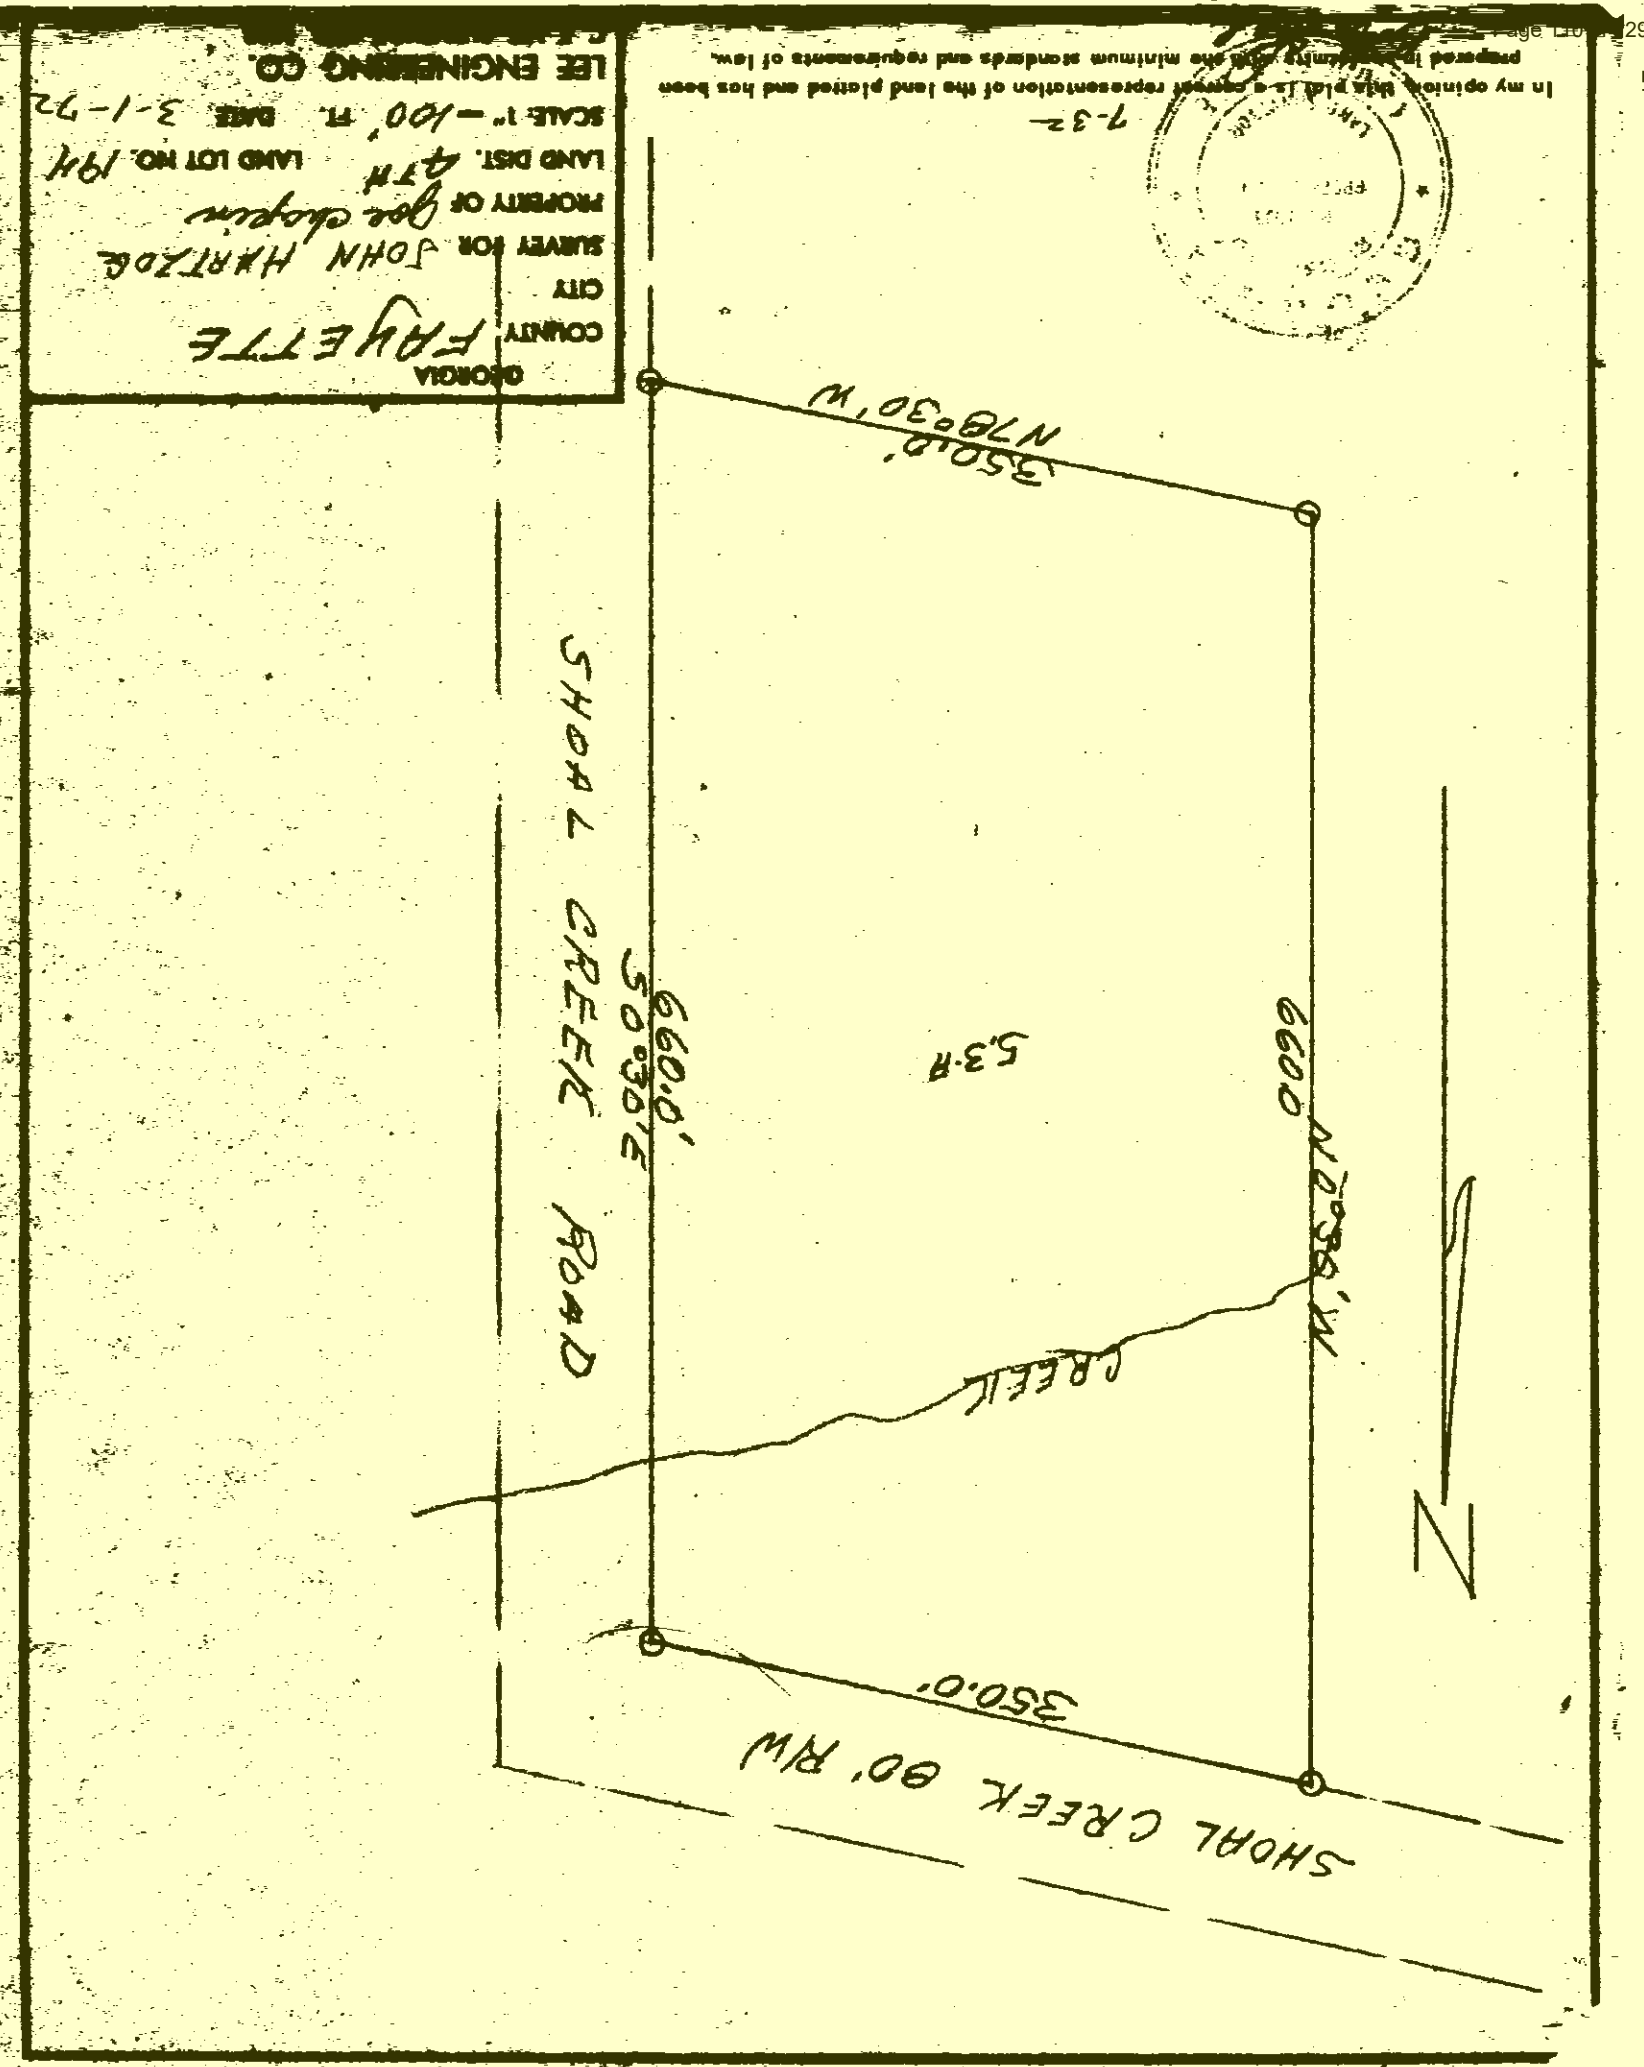 SHOAL CREEK 80' R/W
350.0'
N
CREEK
N 0°30' W
660.0
5.3-A
660.0'
S 0°30' E
SHOAL CREEK ROAD
350.0'
N 78°30' W
7-32
In my opinion, this plat is a correct representation of the land platted and has been
prepared in conformity with the minimum standards and requirements of law.
GEORGIA
COUNTY FAYETTE
CITY
SURVEY FOR JOHN HARTZOG
PROPERTY OF Joe Chapin
LAND DIST. 4TH LAND LOT NO. 194
SCALE: 1" = 100' FT. DATE 3-1-72
LEE ENGINEERING CO.